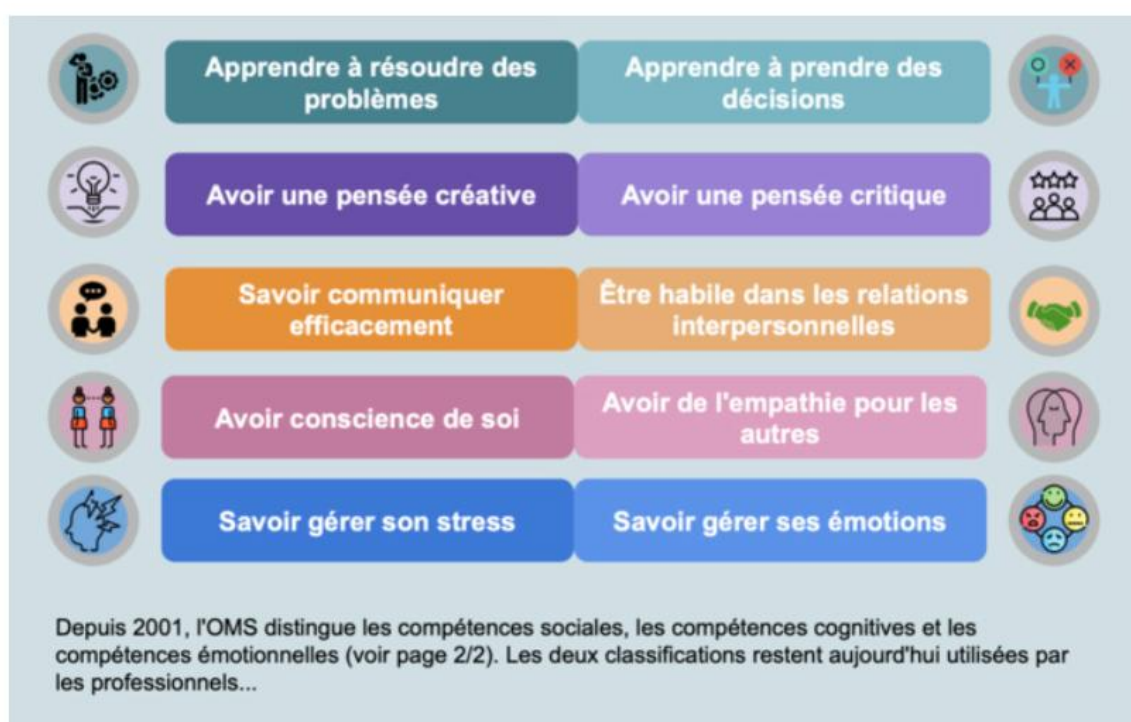 Apprendre à résoudre des
problèmes
Apprendre à prendre des
décisions
Avoir une pensée créative
Avoir une pensée critique
Savoir communiquer
efficacement
Être habile dans les relations
interpersonnelles
Avoir conscience de soi
Avoir de l'empathie pour les
autres
Savoir gérer son stress
Savoir gérer ses émotions
Depuis 2001, l'OMS distingue les compétences sociales, les compétences cognitives et les
compétences émotionnelles (voir page 2/2). Les deux classifications restent aujourd'hui utilisées par
les professionnels...